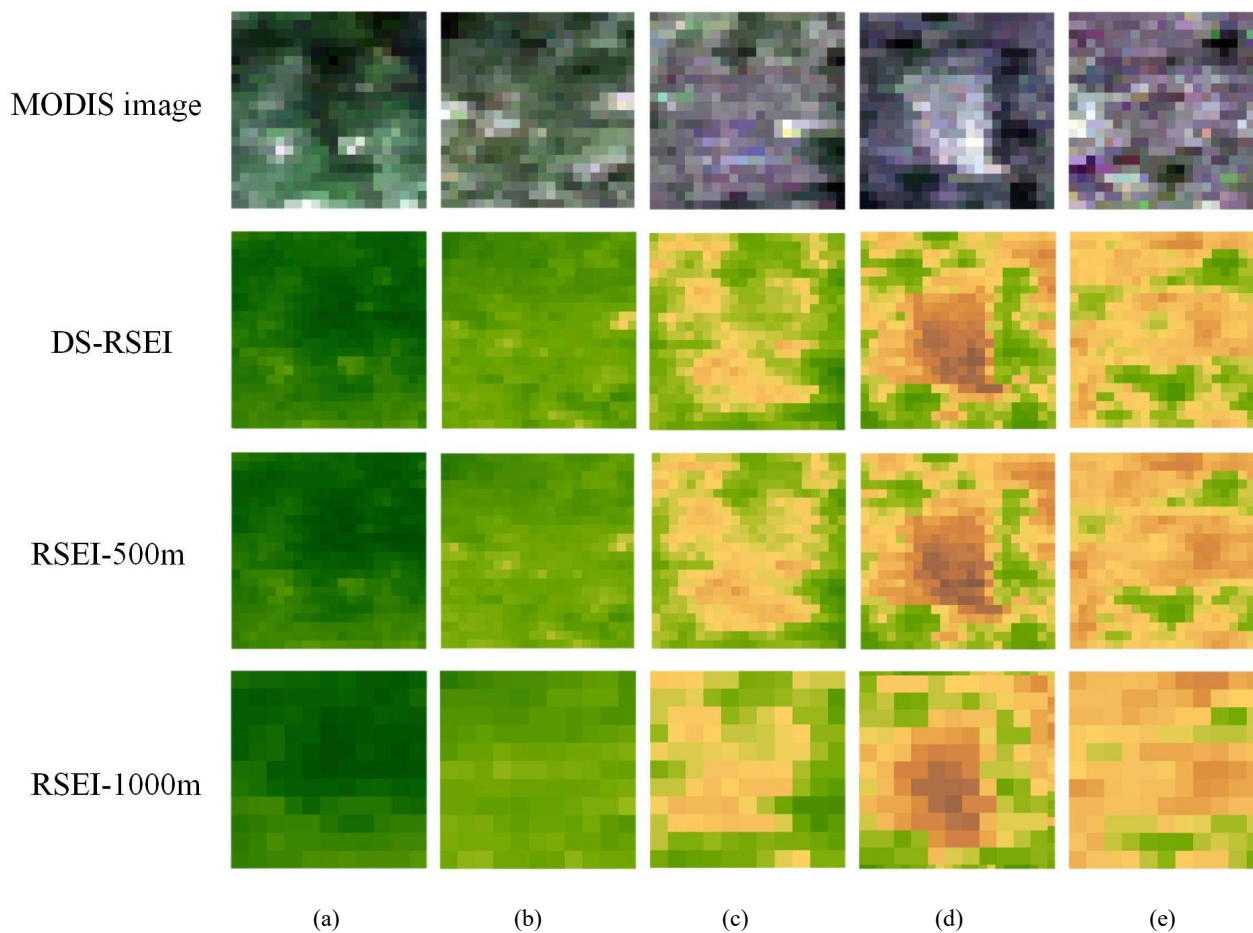 MODIS image
DS-RSEI
RSEI-500m
RSEI-1000m
(a) (b) (c) (d) (e)